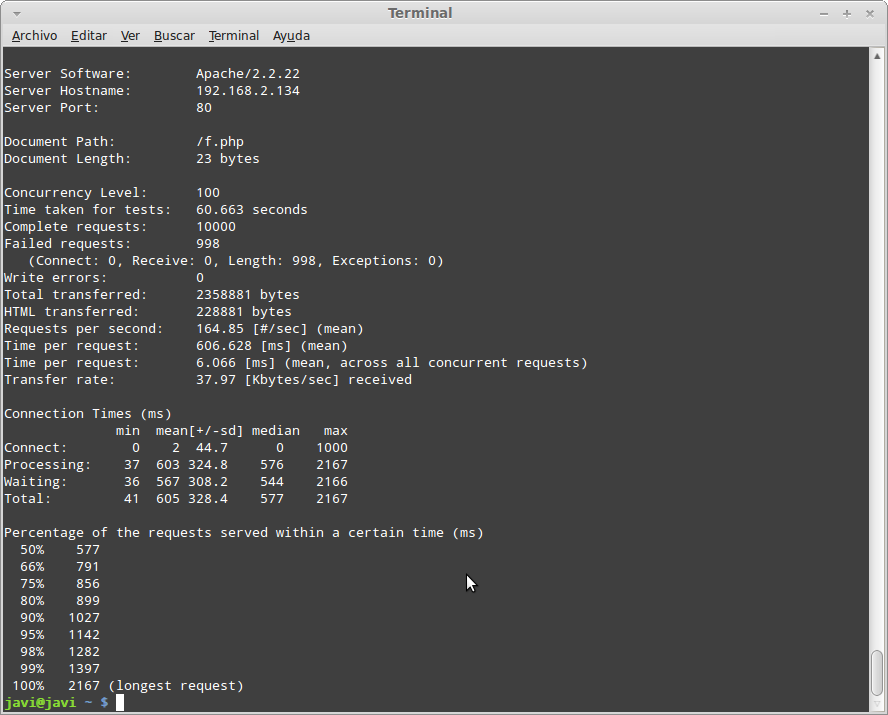 Terminal
Archivo Editar Ver Buscar Terminal Ayuda
Server Software:        Apache/2.2.22
Server Hostname:        192.168.2.134
Server Port:            80

Document Path:          /f.php
Document Length:        23 bytes

Concurrency Level:      100
Time taken for tests:   60.663 seconds
Complete requests:      10000
Failed requests:        998
   (Connect: 0, Receive: 0, Length: 998, Exceptions: 0)
Write errors:           0
Total transferred:      2358881 bytes
HTML transferred:       228881 bytes
Requests per second:    164.85 [#/sec] (mean)
Time per request:       606.628 [ms] (mean)
Time per request:       6.066 [ms] (mean, across all concurrent requests)
Transfer rate:          37.97 [Kbytes/sec] received

Connection Times (ms)
              min  mean[+/-sd] median   max
Connect:        0    2  44.7      0    1000
Processing:    37  603 324.8    576    2167
Waiting:       36  567 308.2    544    2166
Total:         41  605 328.4    577    2167

Percentage of the requests served within a certain time (ms)
  50%    577
  66%    791
  75%    856
  80%    899
  90%   1027
  95%   1142
  98%   1282
  99%   1397
 100%   2167 (longest request)
javi@javi ~ $